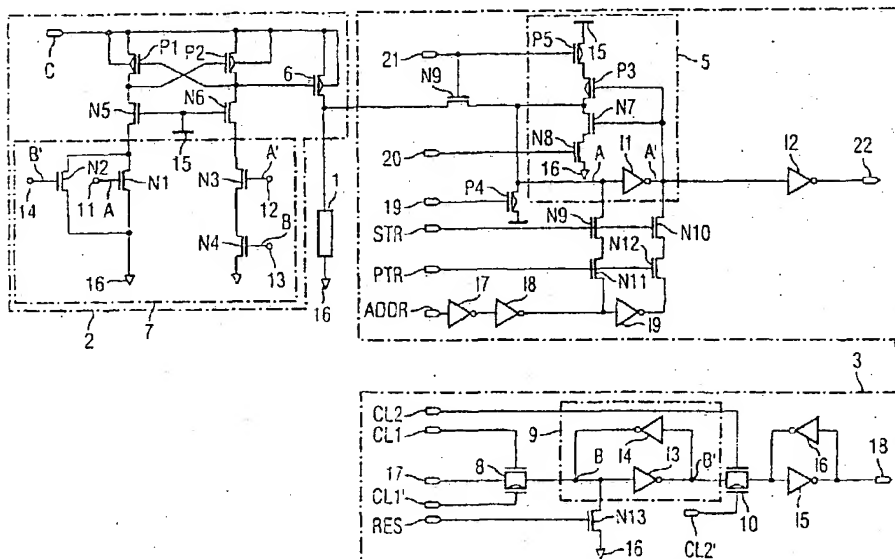 C
P1
P2
6
N5
N6
15
B'
N2
A'
N3
14
11
A
N1
12
1
N4
B
13
16
16
7
2
21
P5
15
5
N9
P3
N7
20
N8
16
A
I1
A'
I2
22
19
P4
STR
N9
N10
PTR
N12
N11
ADDR
I7
I8
I9
4
3
CL2
CL1
9
I4
I6
17
8
B
I3
B'
18
CL1'
I5
RES
N13
10
16
CL2'